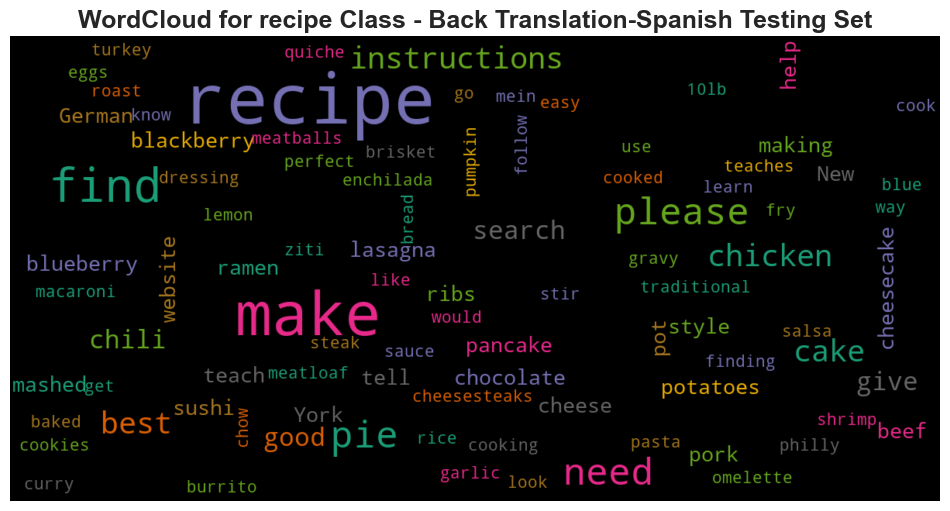 WordCloud for recipe Class - Back Translation-Spanish Testing Set
turkey
quiche
instructions
help
eggs
roast
recipe
go
mein
easy
10lb
cook
German
know
blackberry
meatballs
perfect
brisket
pumpkin
follow
use
making
teaches
New
find
dressing
enchilada
cooked
learn
blue
lemon
bread
please
fry
way
search
ziti
lasagna
gravy
chicken
cheesecake
blueberry
website
ramen
like
macaroni
ribs
stir
traditional
make
would
chili
steak
sauce
pancake
pot
style
salsa
finding
cake
mashed
get
teach
meatloaf
tell
chocolate
potatoes
give
cheesesteaks
baked
best
sushi
chow
York
cheese
shrimp
beef
cookies
good
pie
rice
cooking
pasta
pork
philly
curry
burrito
garlic
look
need
omelette